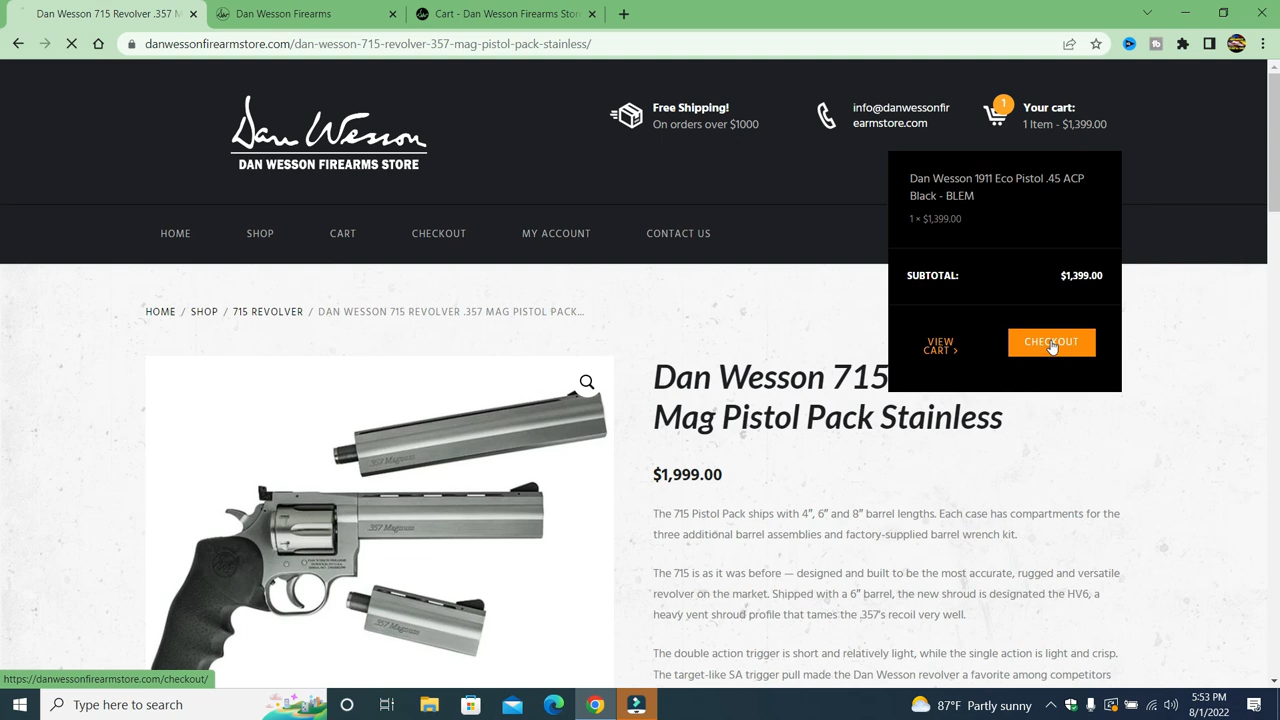 Dan Wesson 715 Revolver .357 M
Dan Wesson Firearms
Cart - Dan Wesson Firearms Stor
danwessonfirearmstore.com/dan-wesson-715-revolver-357-mag-pistol-pack-stainless/
Dan Wesson
DAN WESSON FIREARMS STORE
Free Shipping!
On orders over $1000
info@danwessonfir
earmstore.com
1
Your cart:
1 Item - $1,399.00
Dan Wesson 1911 Eco Pistol .45 ACP
Black - BLEM
1 × $1,399.00
SUBTOTAL: $1,399.00
VIEW
CART >
CHECKOUT
HOME
SHOP
CART
CHECKOUT
MY ACCOUNT
CONTACT US
HOME / SHOP / 715 REVOLVER / DAN WESSON 715 REVOLVER .357 MAG PISTOL PACK...
.357 Magnum
.357 Magnum
.357 Magnum
Dan Wesson 715
Mag Pistol Pack Stainless
$1,999.00
The 715 Pistol Pack ships with 4″, 6″ and 8″ barrel lengths. Each case has compartments for the
three additional barrel assemblies and factory-supplied barrel wrench kit.
The 715 is as it was before — designed and built to be the most accurate, rugged and versatile
revolver on the market. Shipped with a 6″ barrel, the new shroud is designated the HV6, a
heavy vent shroud profile that tames the .357's recoil very well.
The double action trigger is short and relatively light, while the single action is light and crisp.
The target-like SA trigger pull made the Dan Wesson revolver a favorite among competitors
https://danwessonfirearmstore.com/checkout/
Type here to search
87°F Partly sunny
5:53 PM
8/1/2022